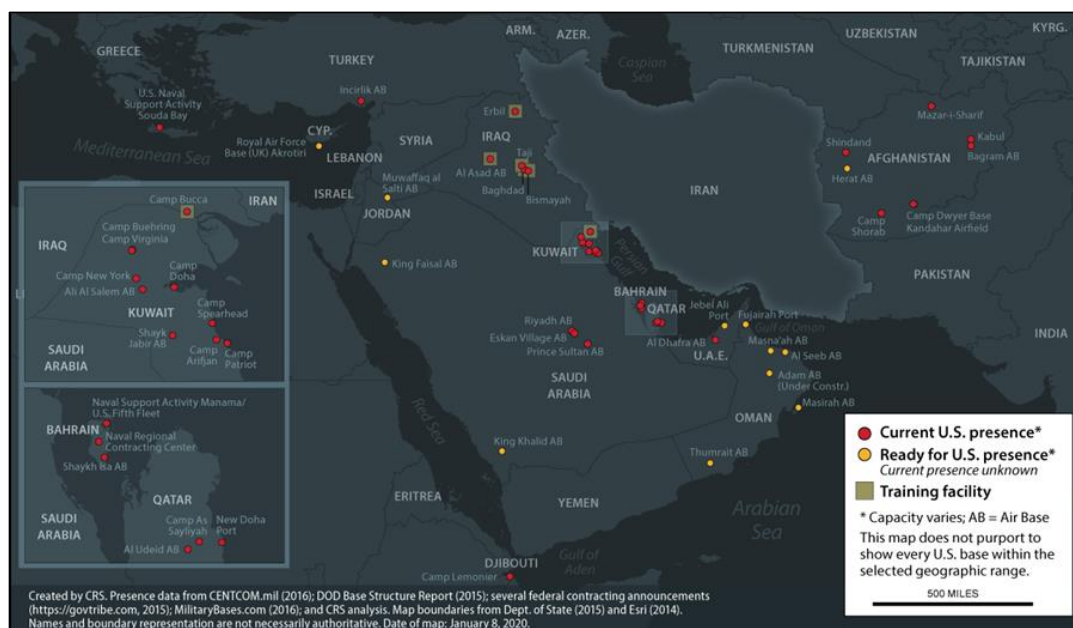 GREECE
TURKEY
ARM.
AZER.
Caspian
Sea
TURKMENISTAN
UZBEKISTAN
KYRG.
TAJIKISTAN
U.S. Naval
Support Activity
Souda Bay
Incirlik AB
Mediterranean Sea
CYP.
Royal Air Force
Base (UK) Akrotiri
LEBANON
SYRIA
ISRAEL
Muwaffaq al
Salti AB
JORDAN
King Faisal AB
Erbil
IRAQ
Taji
Al Asad AB
Baghdad
Bismayah
IRAN
Mazar-i-Sharif
Kabul
Bagram AB
Shindand
AFGHANISTAN
Herat AB
Camp
Shorab
Camp Dwyer Base
Kandahar Airfield
PAKISTAN
INDIA
KUWAIT
Persian
Gulf
BAHRAIN
QATAR
Jebel Ali
Port
Fujairah Port
Gulf of Oman
Riyadh AB
Eskan Village AB
Prince Sultan AB
Al Dhafra AB
U.A.E.
Masna'ah AB
Al Seeb AB
Adam AB
(Under Constr.)
Masirah AB
SAUDI
ARABIA
OMAN
Red Sea
King Khalid AB
Thumrait AB
YEMEN
ERITREA
Arabian
Sea
DJIBOUTI
Gulf of
Aden
Camp Lemonier
Camp Bucca
IRAN
IRAQ
Camp Buehring
Camp Virginia
Camp New York
Ali Al Salem AB
Camp
Doha
KUWAIT
Camp
Spearhead
Shayk
Jabir AB
Camp
Arifjan
Camp
Patriot
SAUDI
ARABIA
Naval Support Activity Manama/
U.S. Fifth Fleet
BAHRAIN
Naval Regional
Contracting Center
Shaykh Isa AB
QATAR
SAUDI
ARABIA
Camp As
Sayliyah
New Doha
Port
Al Udeid AB
Current U.S. presence*
Ready for U.S. presence*
Current presence unknown
Training facility
* Capacity varies; AB = Air Base
This map does not purport to
show every U.S. base within the
selected geographic range.
500 MILES
Created by CRS. Presence data from CENTCOM.mil (2016); DOD Base Structure Report (2015); several federal contracting announcements
(https://govtribe.com, 2015); MilitaryBases.com (2016); and CRS analysis. Map boundaries from Dept. of State (2015) and Esri (2014).
Names and boundary representation are not necessarily authoritative. Date of map: January 8, 2020.